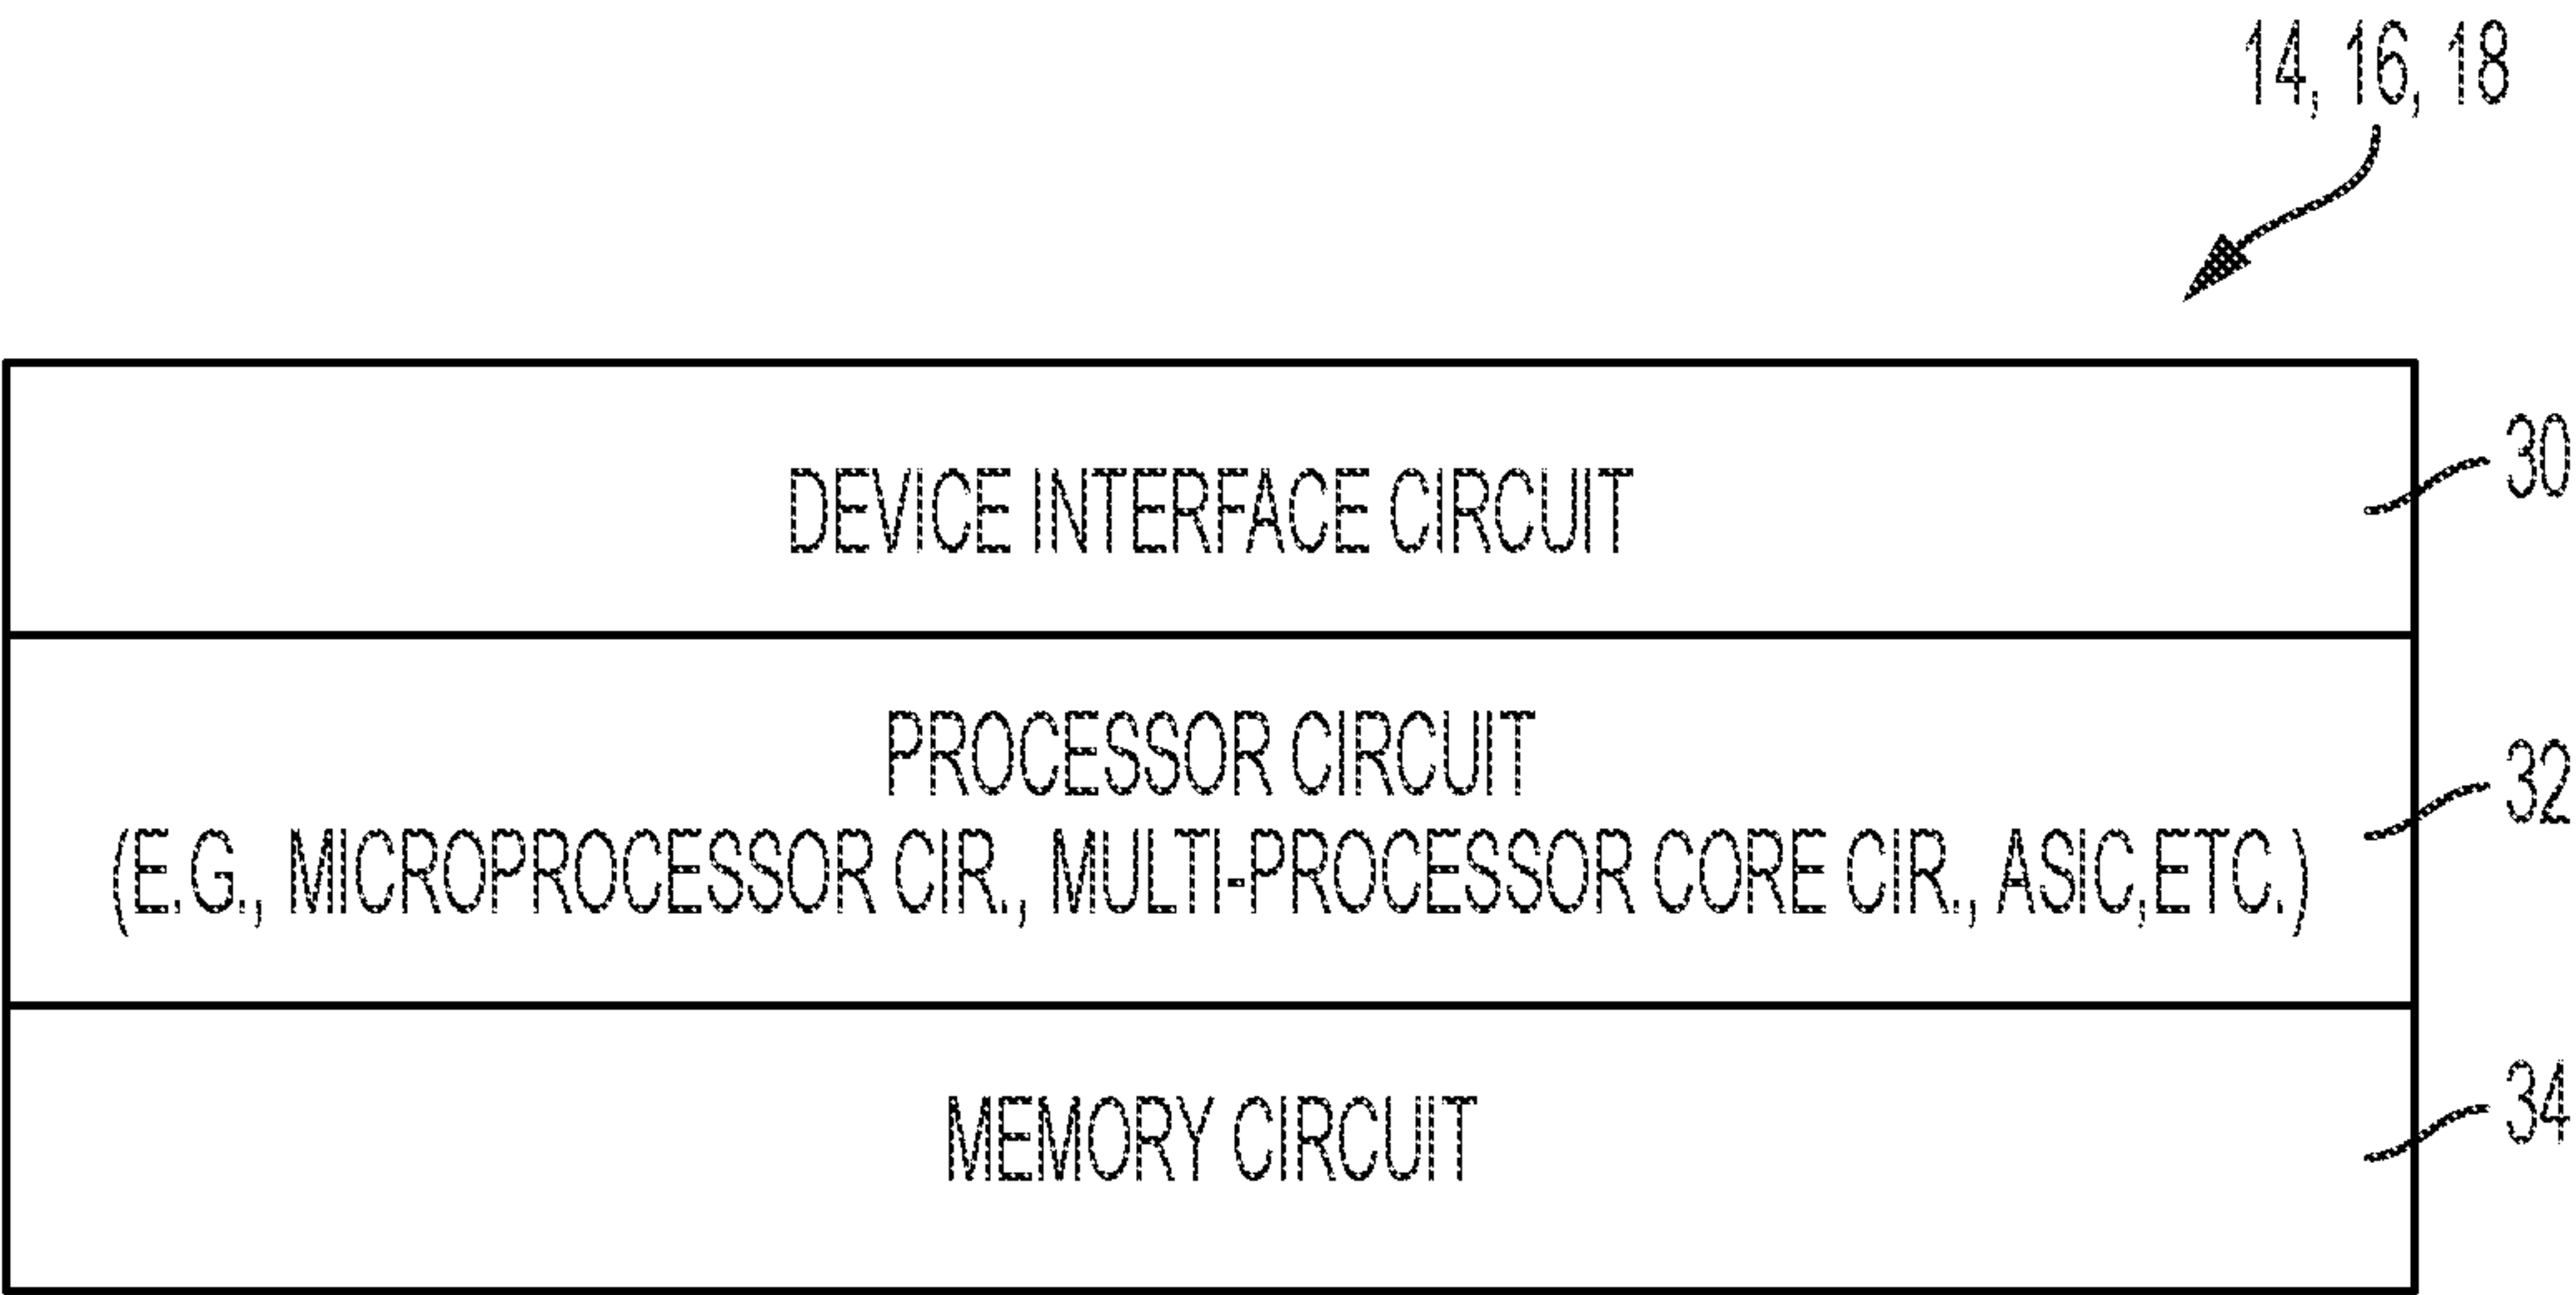 14, 16, 18
DEVICE INTERFACE CIRCUIT
30
PROCESSOR CIRCUIT
(E.G., MICROPROCESSOR CIR., MULTI-PROCESSOR CORE CIR., ASIC,ETC.)
32
MEMORY CIRCUIT
34